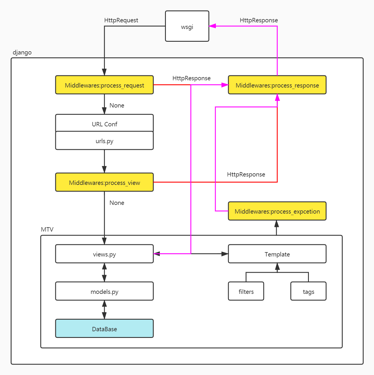 HttpRequest
wsgi
HttpResponse
django
Middlewares:process_request
HttpResponse
Middlewares:process_response
None
URL Conf
urls.py
Middlewares:process_view
HttpResponse
None
Middlewares:process_expcetion
MTV
views.py
Template
models.py
filters
tags
DataBase